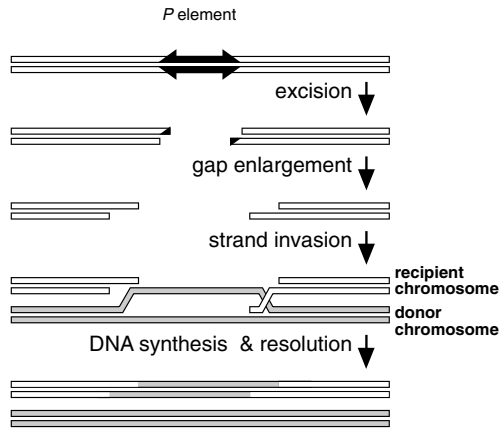 P element
excision
gap enlargement
strand invasion
recipient
chromosome
donor
chromosome
DNA synthesis & resolution